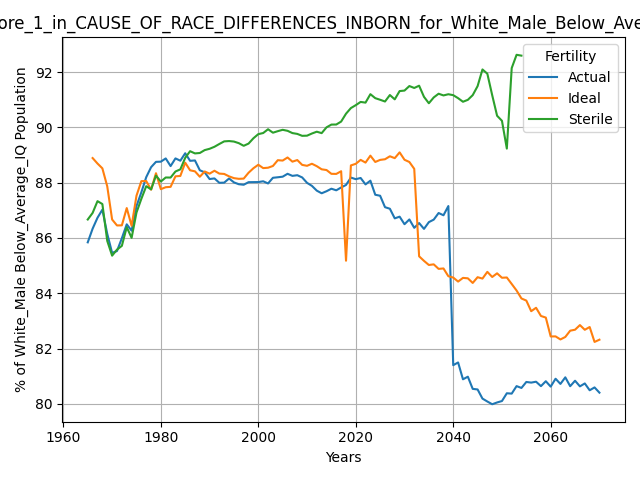 ore_1_in_CAUSE_OF_RACE_DIFFERENCES_INBORN_for_White_Male_Below_Ave
% of White_Male Below_Average_IQ Population
92
90
88
86
84
82
80
Fertility
Actual
Ideal
Sterile
1960
1980
2000
2020
2040
2060
Years